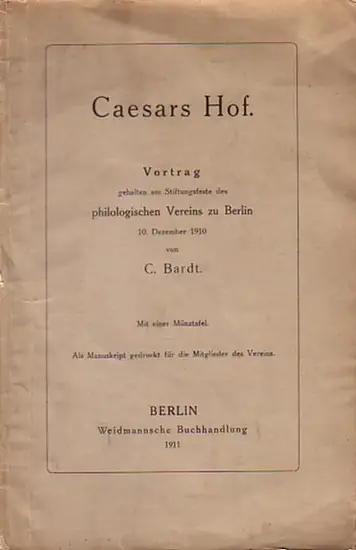 Caesars Hof.
Vortrag
gehalten am Stiftungsfeste des
philologischen Vereins zu Berlin
10. Dezember 1910
von
C. Bardt.
Mit einer Münztafel.
Als Manuskript gedruckt für die Mitglieder des Vereins.
BERLIN
Weidmannsche Buchhandlung
1911